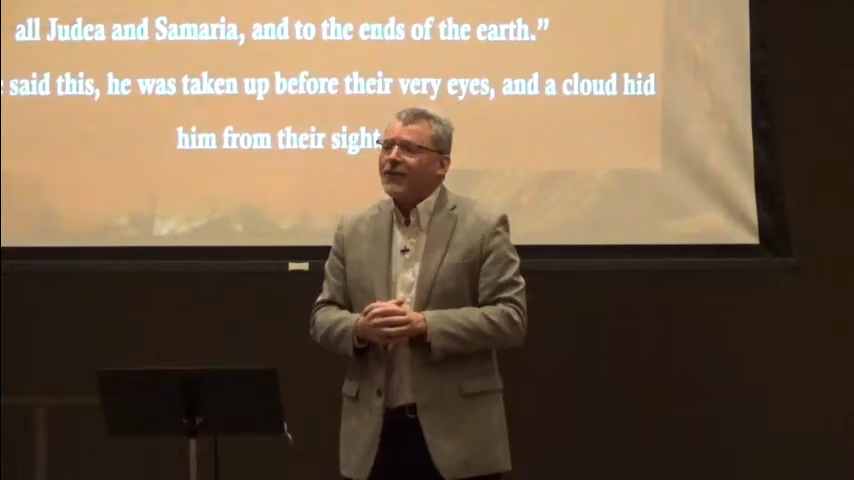 all Judea and Samaria, and to the ends of the earth.”
said this, he was taken up before their very eyes, and a cloud hid
him from their sight